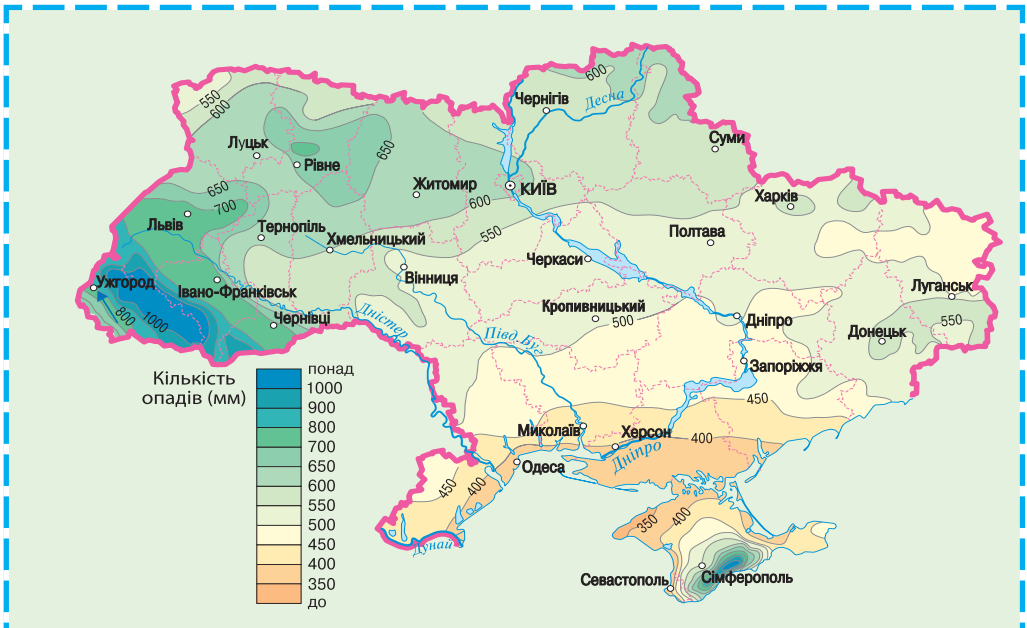 600
Чернігів
Десна
550
600
Луцьк
Рівне
650
Суми
Житомир
КИЇВ
600
Харків
650
700
Львів
Тернопіль
Хмельницький
550
Полтава
Черкаси
Вінниця
Ужгород
Івано-Франківськ
800
1000
Чернівці
Дністер
Півд.Буг
Кропивницький
500
Дніпро
Луганськ
550
Донецьк
Запоріжжя
450
Миколаїв
Херсон
400
Дніпро
Одеса
450
400
Дунай
350
400
Севастополь
Сімферополь
Кількість
опадів (мм)
понад
1000
900
800
700
650
600
550
500
450
400
350
до